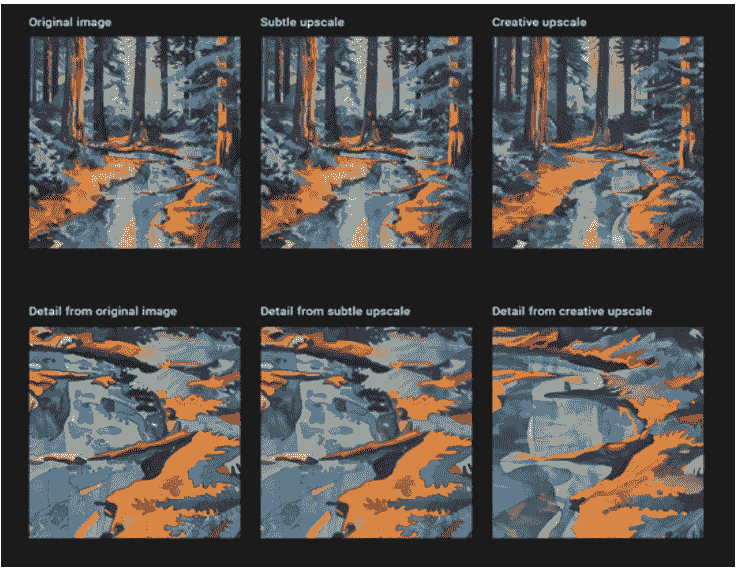 Original image
Subtle upscale
Creative upscale
Detail from original image
Detail from subtle upscale
Detail from creative upscale